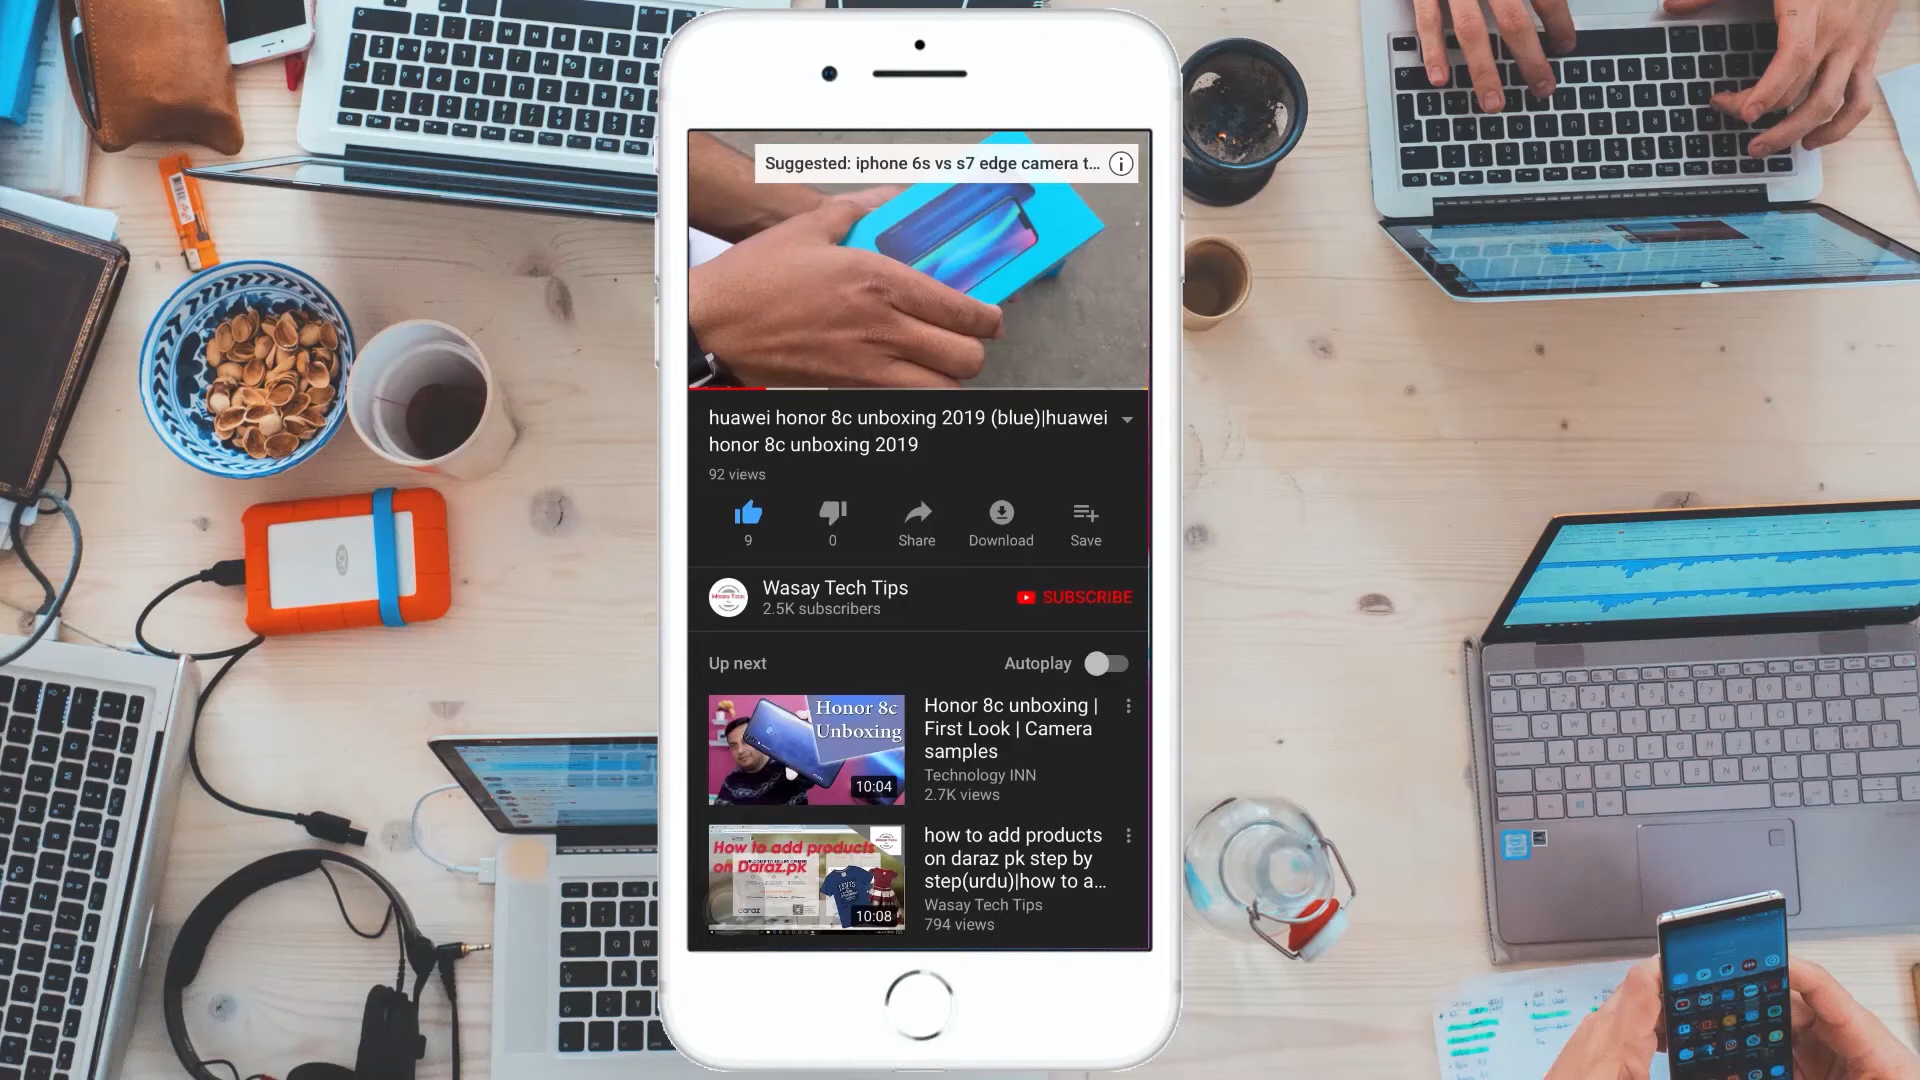 Suggested: iphone 6s vs s7 edge camera t...
huawei honor 8c unboxing 2019 (blue)|huawei
honor 8c unboxing 2019
92 views
9
0
Share
Download
Save
Wasay Tech Tips
2.5K subscribers
SUBSCRIBE
Up next
Autoplay
Honor 8c
Unboxing
10:04
Honor 8c unboxing |
First Look | Camera
samples
Technology INN
2.7K views
How to add products
on Daraz.pk
10:08
how to add products
on daraz pk step by
step(urdu)|how to a...
Wasay Tech Tips
794 views